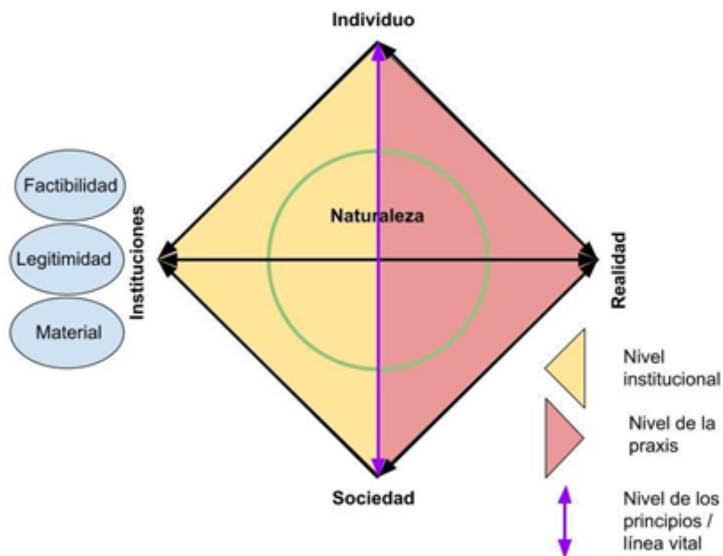 Individuo
Factibilidad
Legitimidad
Material
Instituciones
Naturaleza
Realidad
Sociedad
Nivel
institucional
Nivel de la
praxis
Nivel de los
principios /
línea vital